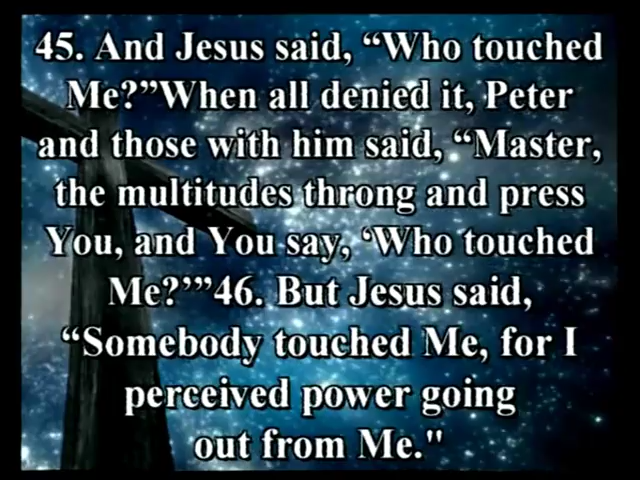 45. And Jesus said, “Who touched
Me?”When all denied it, Peter
and those with him said, “Master,
the multitudes throng and press
You, and You say, ‘Who touched
Me?’”46. But Jesus said,
“Somebody touched Me, for I
perceived power going
out from Me."